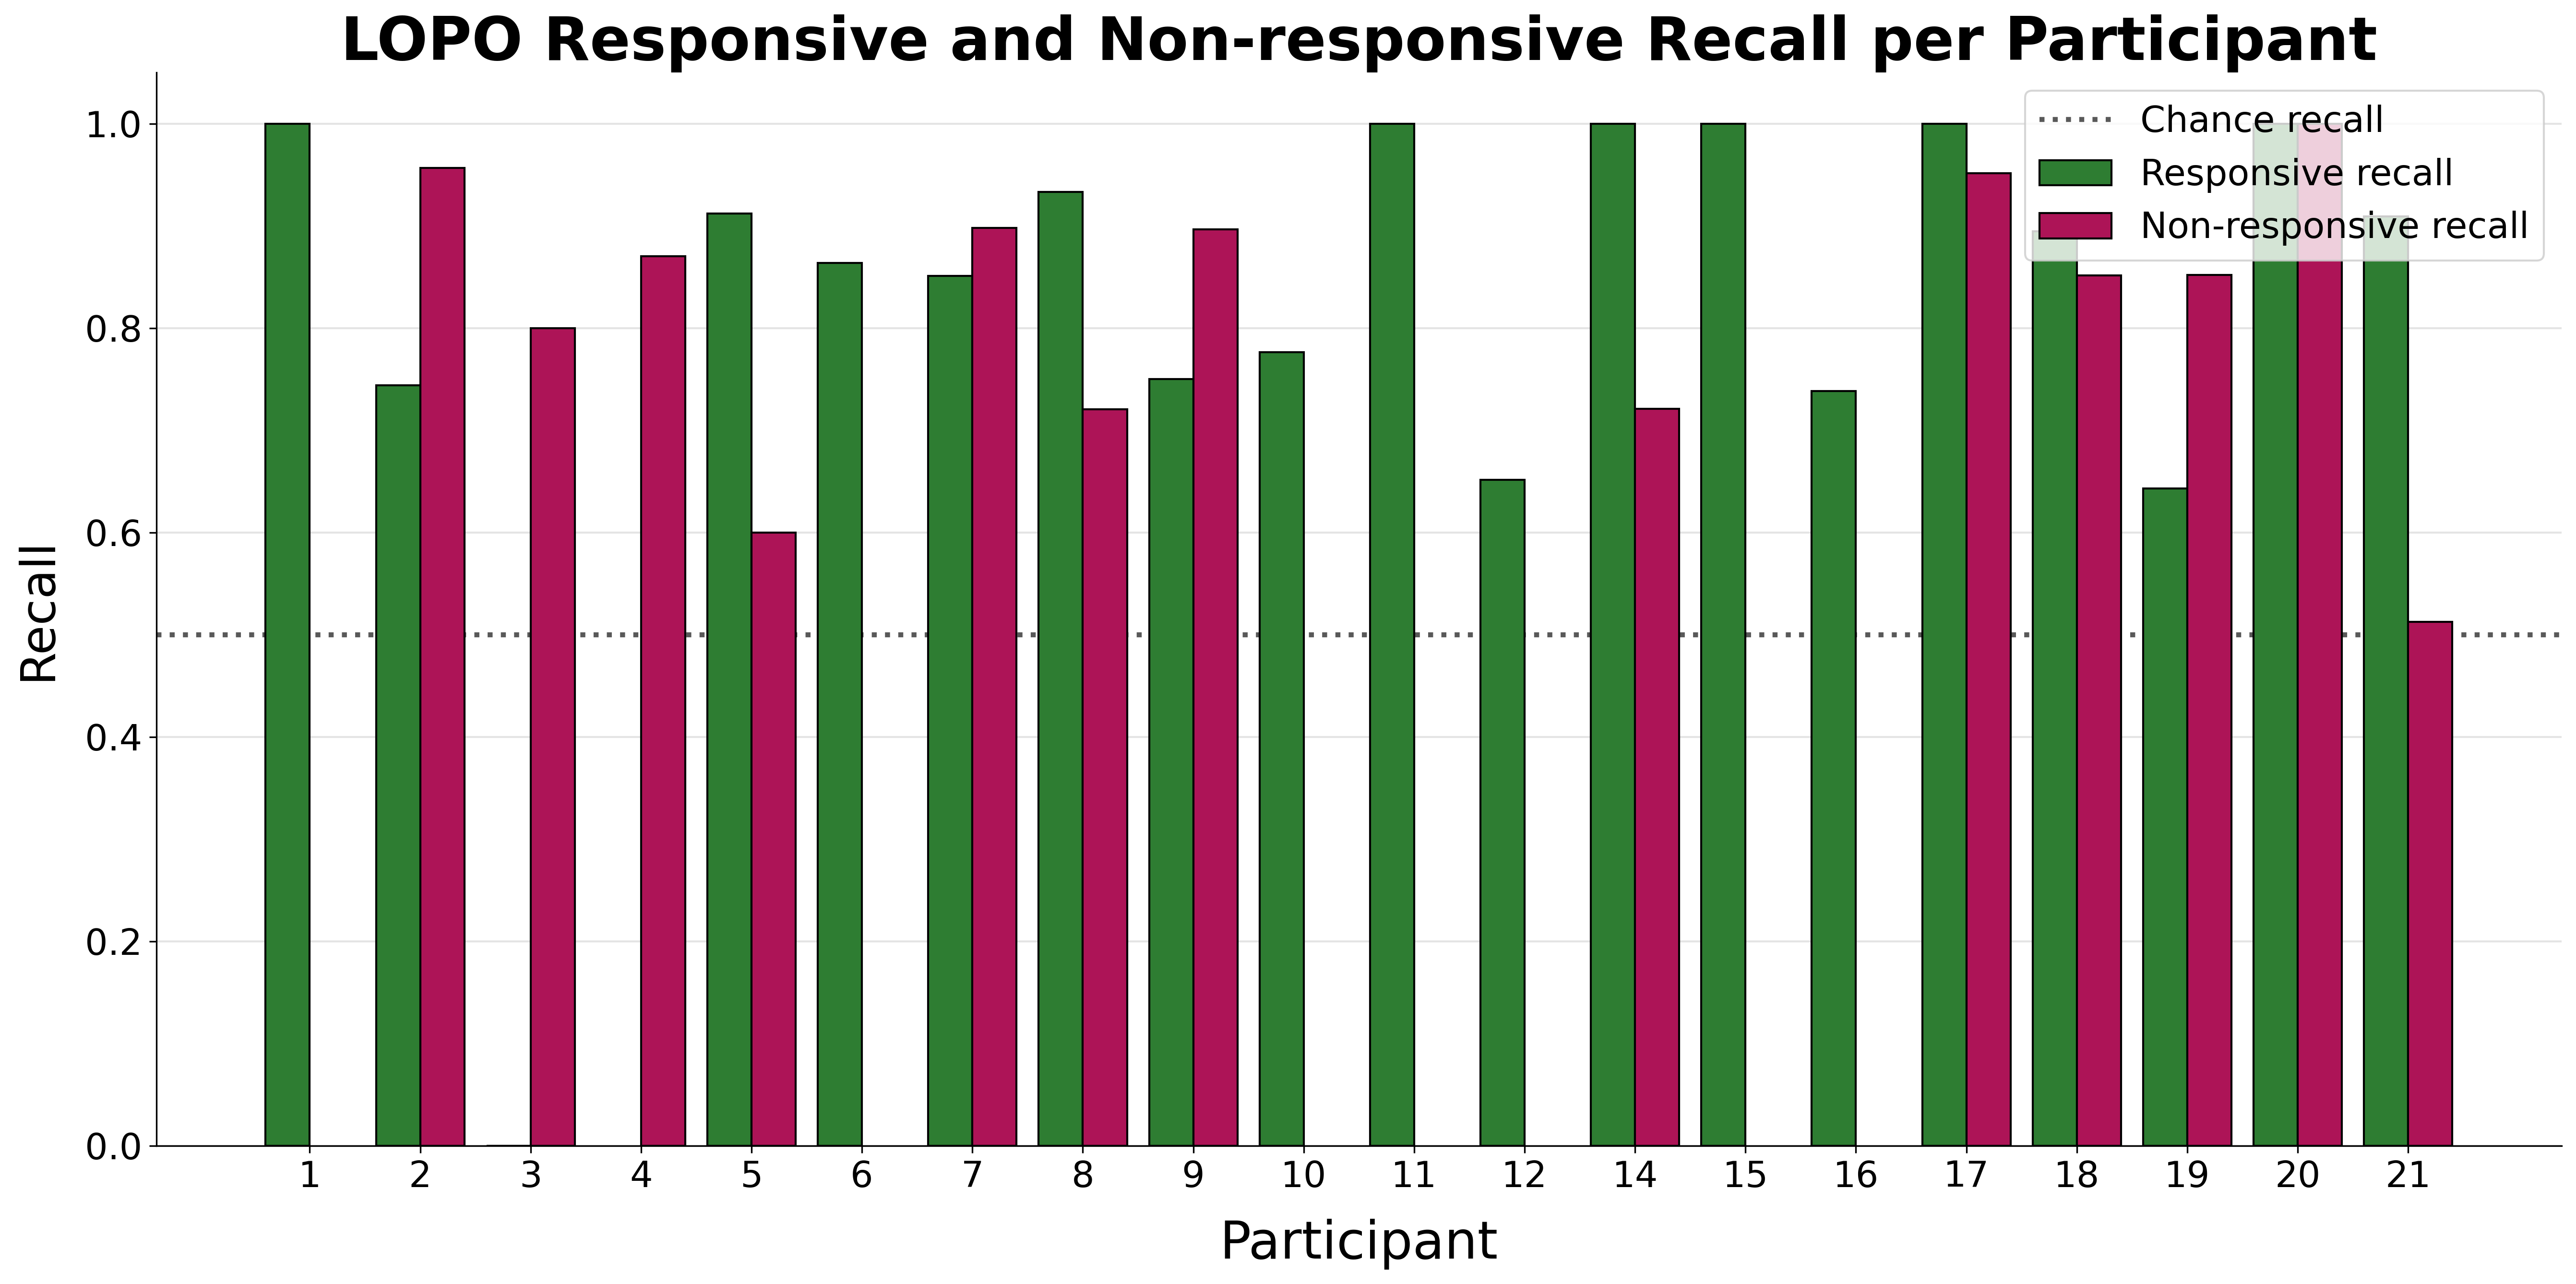 LOPO Responsive and Non-responsive Recall per Participant
Chance recall
Responsive recall
Non-responsive recall
1.0
0.8
0.6
0.4
0.2
0.0
Recall
1 2 3 4 5 6 7 8 9 10 11 12 14 15 16 17 18 19 20 21
Participant